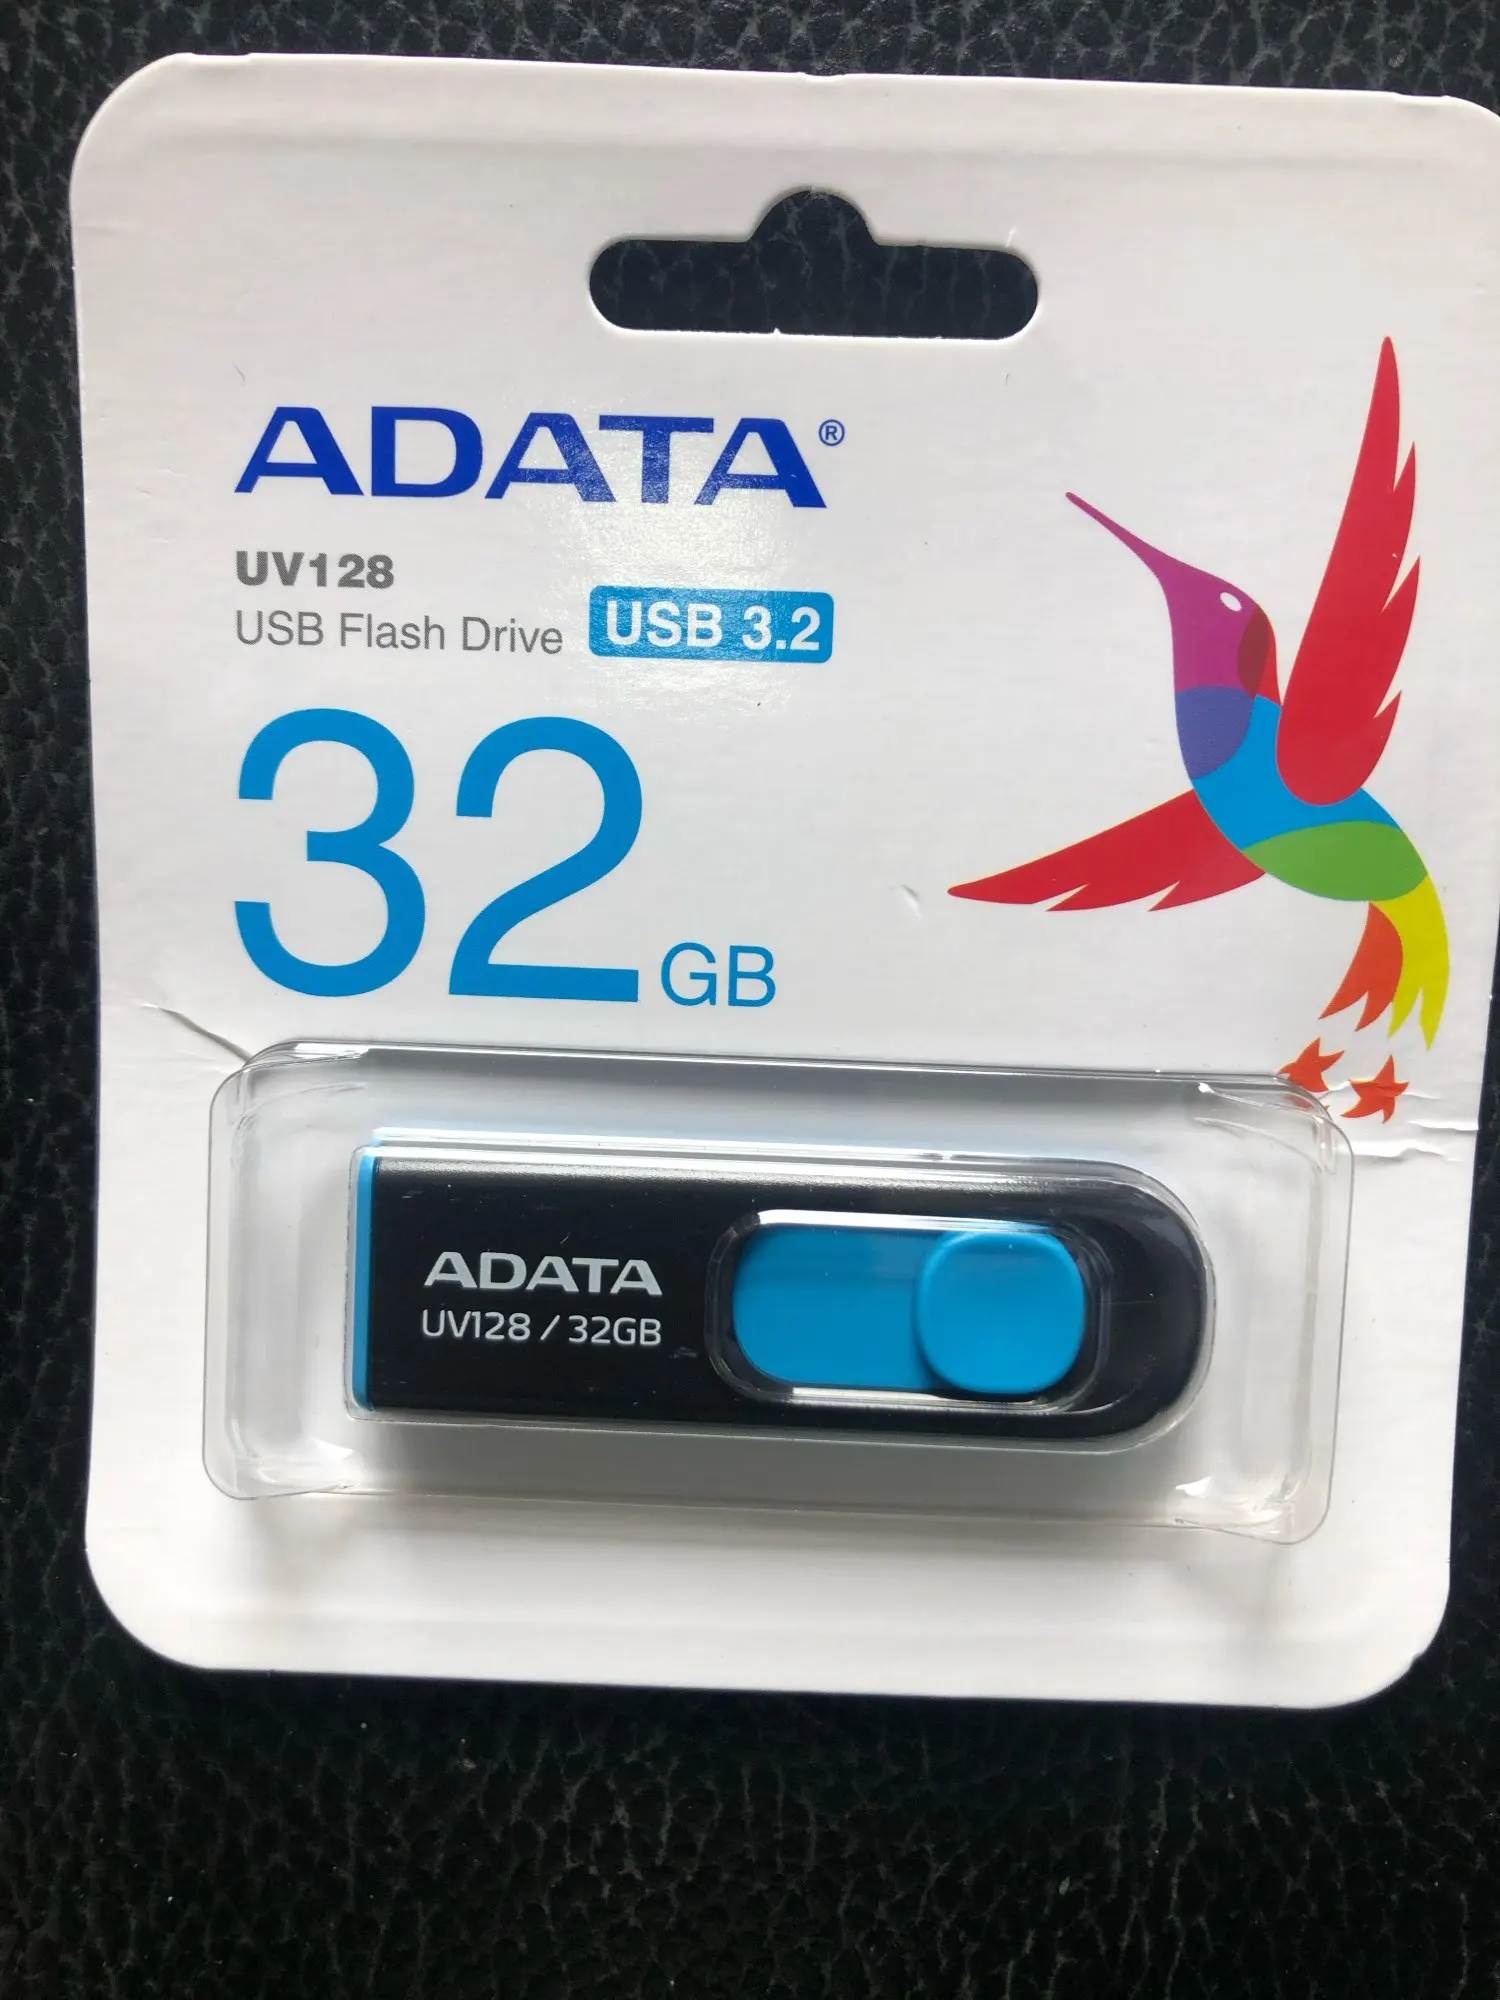 ADATA®
UV128
USB Flash Drive USB 3.2
32 GB
ADATA
UV128 / 32GB